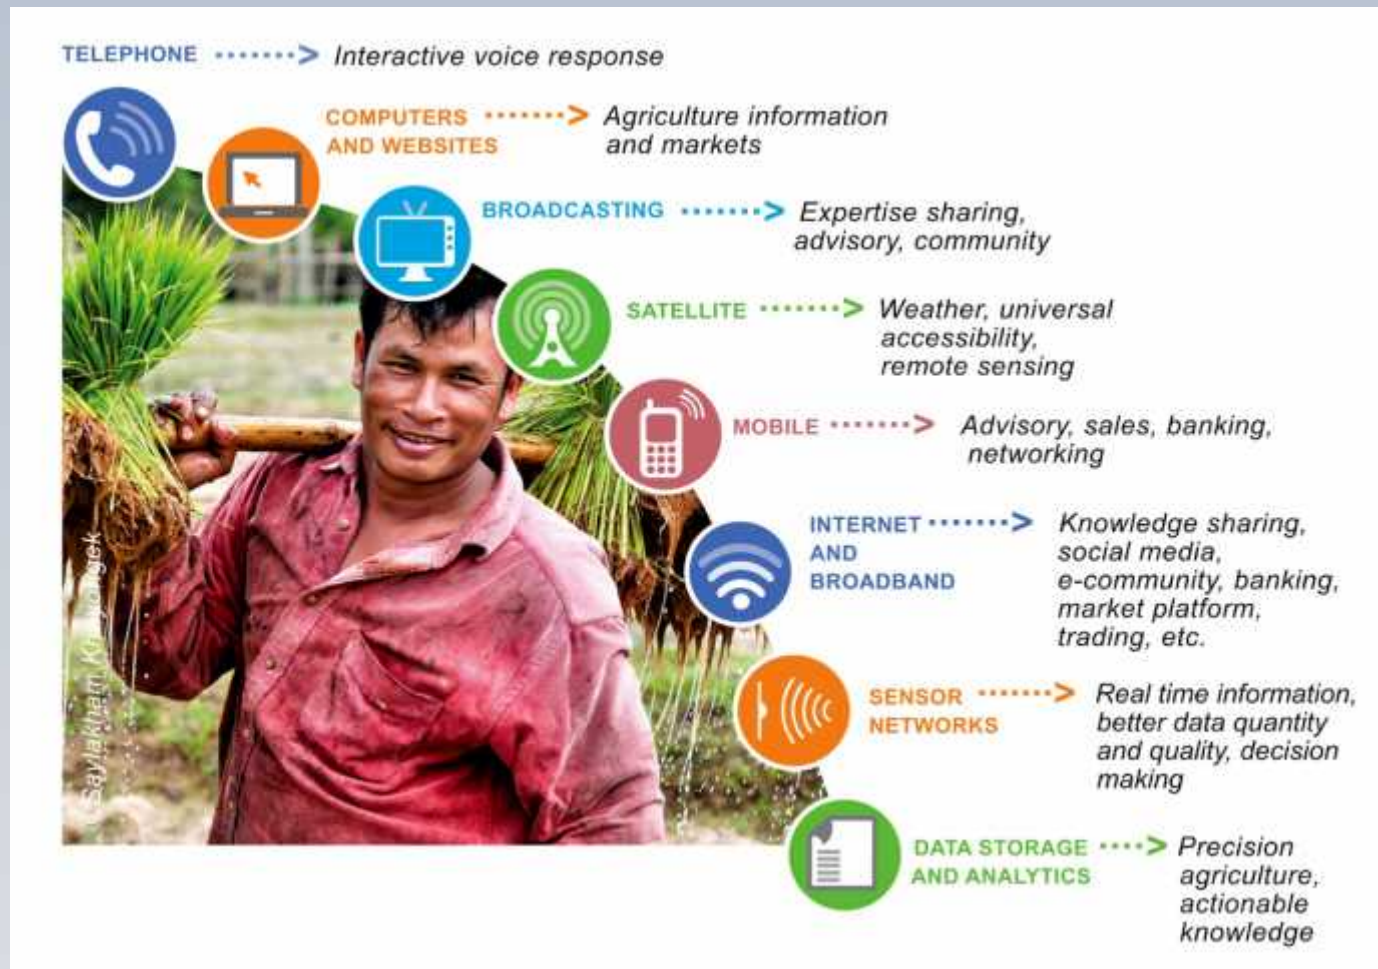 TELEPHONE Interactive voice response
COMPUTERS
AND WEBSITES
Agriculture information
and markets
BROADCASTING
Expertise sharing,
advisory, community
SATELLITE
Weather, universal
accessibility,
remote sensing
MOBILE
Advisory, sales, banking,
networking
INTERNET
AND
BROADBAND
Knowledge sharing,
social media,
e-community, banking,
market platform,
trading, etc.
SENSOR
NETWORKS
Real time information,
better data quantity
and quality, decision
making
DATA STORAGE
AND ANALYTICS
Precision
agriculture,
actionable
knowledge